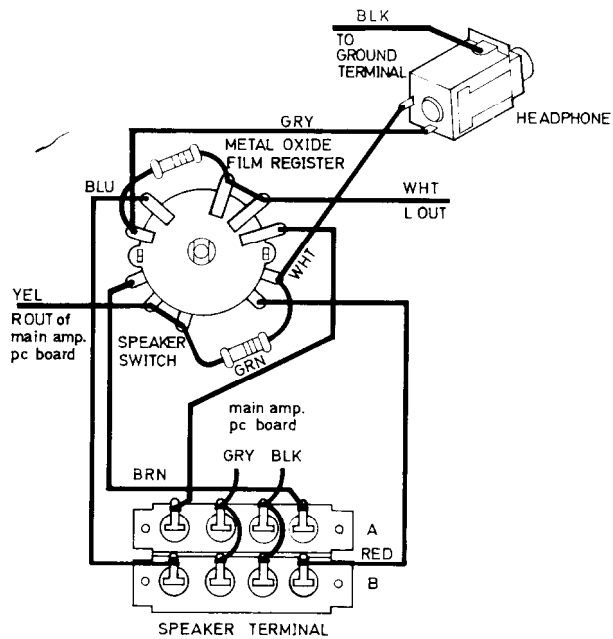 BLK
TO
GROUND
TERMINAL
HEADPHONE
GRY
METAL OXIDE
FILM REGISTER
BLU
WHT
L OUT
WHT
YEL
R OUT of
main amp.
pc board
SPEAKER
SWITCH
GRN
main amp.
pc board
GRY
BLK
BRN
A
RED
B
SPEAKER TERMINAL